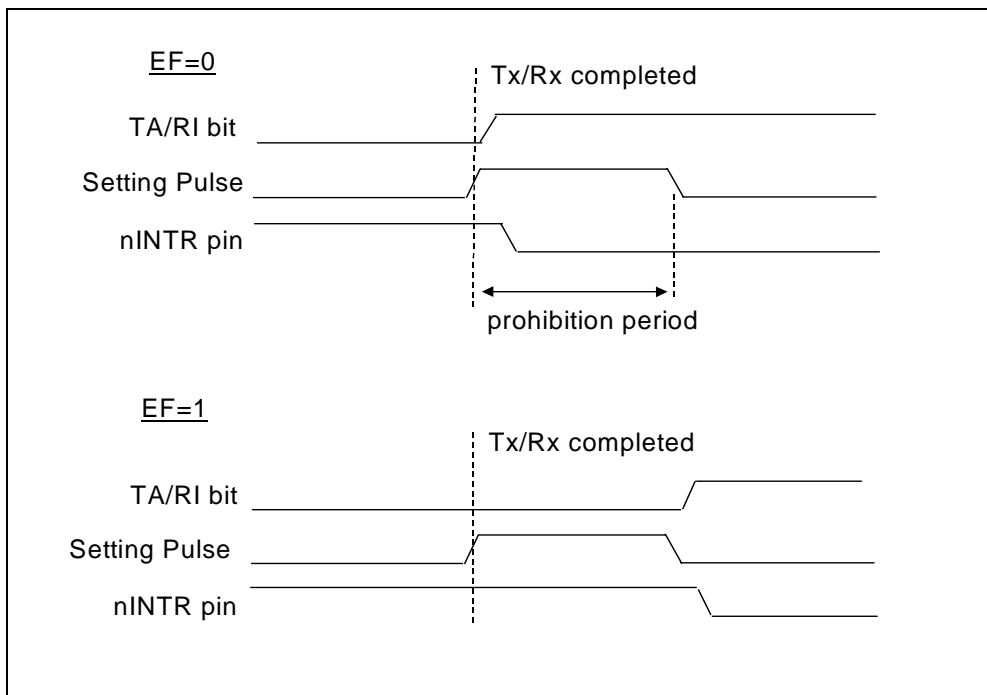 EF=0
Tx/Rx completed
TA/RI bit
Setting Pulse
nINTR pin
prohibition period
EF=1
Tx/Rx completed
TA/RI bit
Setting Pulse
nINTR pin